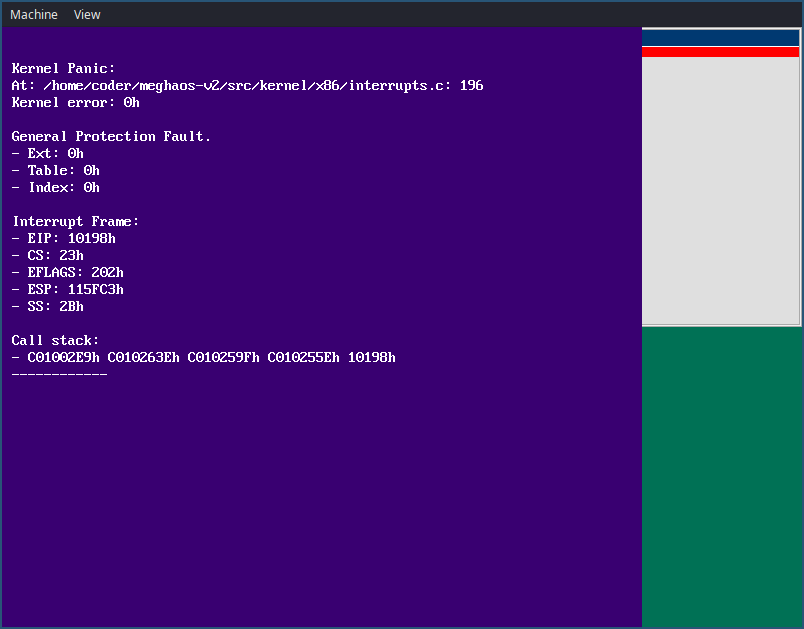 Machine View
Kernel Panic:
At: /home/coder/meghaos-v2/src/kernel/x86/interrupts.c: 196
Kernel error: 0h
General Protection Fault.
- Ext: 0h
- Table: 0h
- Index: 0h
Interrupt Frame:
- EIP: 10198h
- CS: 23h
- EFLAGS: 202h
- ESP: 115FC3h
- SS: 2Bh
Call stack:
- C01002E9h C010263Eh C010259Fh C010255Eh 10198h
------------